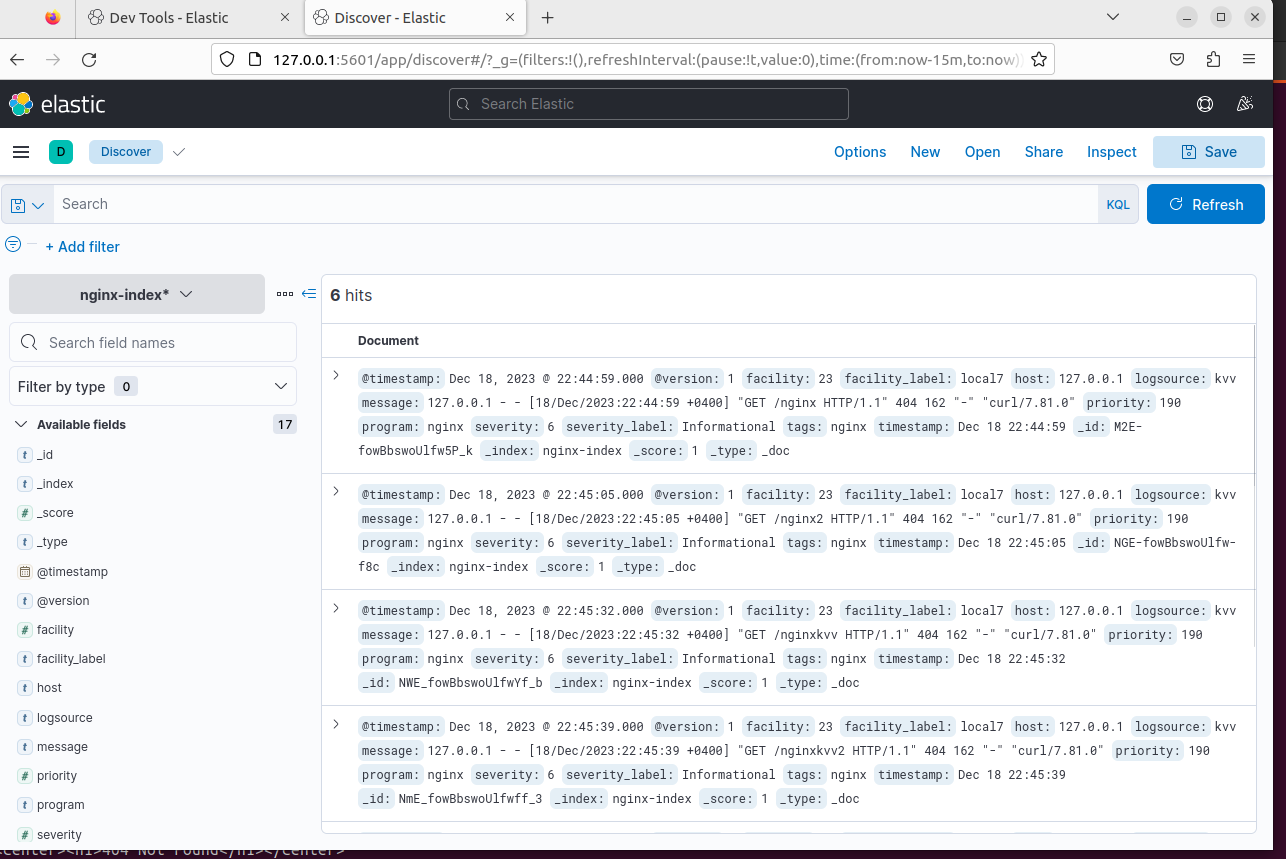 Dev Tools - Elastic
Discover - Elastic
127.0.0.1:5601/app/discover#/?_g=(filters:!(),refreshInterval:(pause:!t,value:0),time:(from:now-15m,to:now))
elastic
Search Elastic
D
Discover
Options
New
Open
Share
Inspect
Save
Search
KQL
Refresh
+ Add filter
nginx-index*
Search field names
Filter by type 0
Available fields 17
t _id
t _index
# _score
t _type
@timestamp
t @version
# facility
t facility_label
t host
t logsource
t message
# priority
t program
# severity
6 hits
Document
@timestamp: Dec 18, 2023 @ 22:44:59.000 @version: 1 facility: 23 facility_label: local7 host: 127.0.0.1 logsource: kvv
message: 127.0.0.1 - - [18/Dec/2023:22:44:59 +0400] "GET /nginx HTTP/1.1" 404 162 "-" "curl/7.81.0" priority: 190
program: nginx severity: 6 severity_label: Informational tags: nginx timestamp: Dec 18 22:44:59 _id: M2E-
fowBbswoUlfw5P_k _index: nginx-index _score: 1 _type: _doc
@timestamp: Dec 18, 2023 @ 22:45:05.000 @version: 1 facility: 23 facility_label: local7 host: 127.0.0.1 logsource: kvv
message: 127.0.0.1 - - [18/Dec/2023:22:45:05 +0400] "GET /nginx2 HTTP/1.1" 404 162 "-" "curl/7.81.0" priority: 190
program: nginx severity: 6 severity_label: Informational tags: nginx timestamp: Dec 18 22:45:05 _id: NGE-fowBbswoUlfw-
f8c _index: nginx-index _score: 1 _type: _doc
@timestamp: Dec 18, 2023 @ 22:45:32.000 @version: 1 facility: 23 facility_label: local7 host: 127.0.0.1 logsource: kvv
message: 127.0.0.1 - - [18/Dec/2023:22:45:32 +0400] "GET /nginxkvv HTTP/1.1" 404 162 "-" "curl/7.81.0" priority: 190
program: nginx severity: 6 severity_label: Informational tags: nginx timestamp: Dec 18 22:45:32
_id: NWE_fowBbswoUlfwYf_b _index: nginx-index _score: 1 _type: _doc
@timestamp: Dec 18, 2023 @ 22:45:39.000 @version: 1 facility: 23 facility_label: local7 host: 127.0.0.1 logsource: kvv
message: 127.0.0.1 - - [18/Dec/2023:22:45:39 +0400] "GET /nginxkvv2 HTTP/1.1" 404 162 "-" "curl/7.81.0" priority: 190
program: nginx severity: 6 severity_label: Informational tags: nginx timestamp: Dec 18 22:45:39
_id: NmE_fowBbswoUlfwff_3 _index: nginx-index _score: 1 _type: _doc